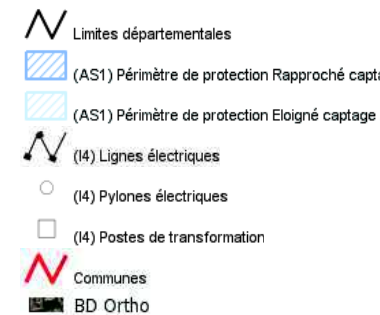 Limites départementales
(AS1) Périmètre de protection Rapproché
(AS1) Périmètre de protection Eloigné captage
(I4) Lignes électriques
(I4) Pylones électriques
(I4) Postes de transformation
Communes
BD Ortho